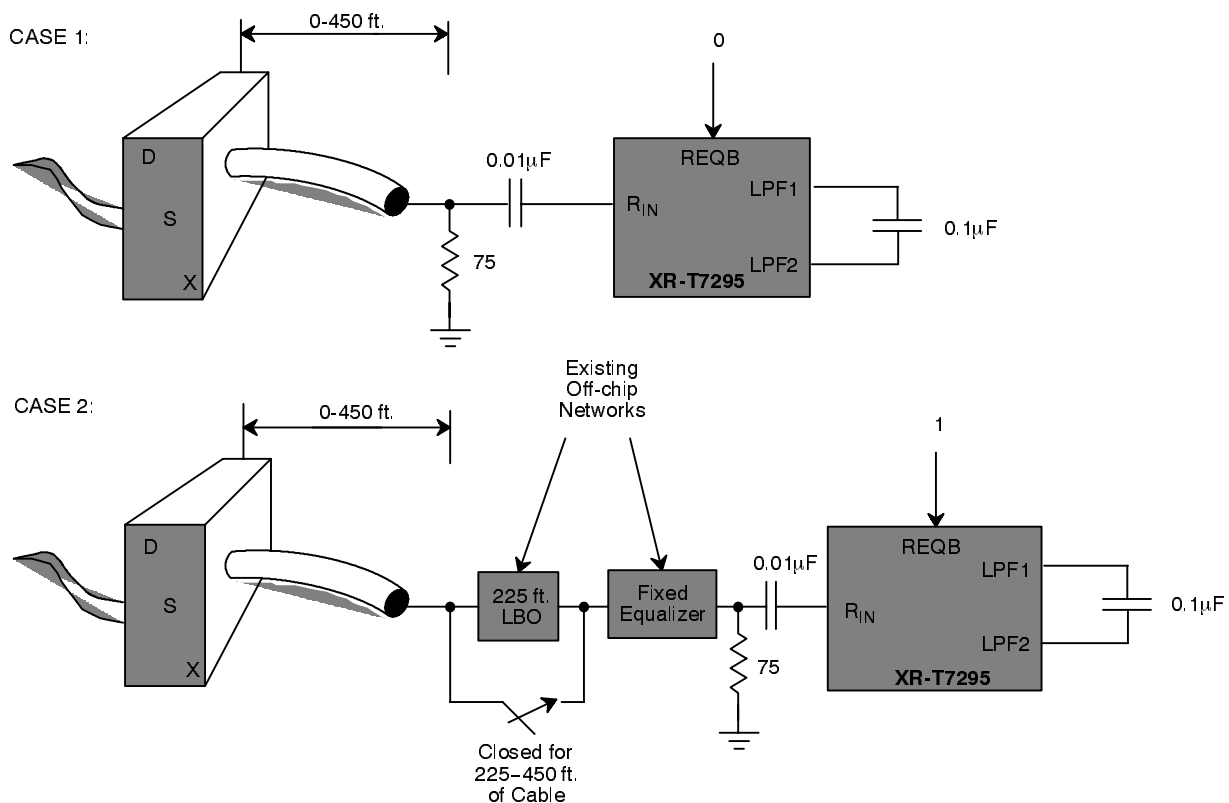 CASE 1:
0-450 ft.
0
D
S
X
0.01μF
75
REQB
R_IN
LPF1
LPF2
XR-T7295
0.1μF
CASE 2:
0-450 ft.
Existing
Off-chip
Networks
1
D
S
X
225 ft.
LBO
Fixed
Equalizer
0.01μF
75
REQB
R_IN
LPF1
LPF2
XR-T7295
0.1μF
Closed for
225–450 ft.
of Cable